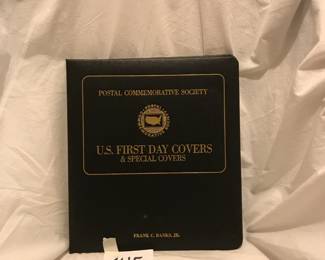 POSTAL COMMEMORATIVE SOCIETY
U.S. FIRST DAY COVERS
& SPECIAL COVERS
FRANK C. BANKS, JR.